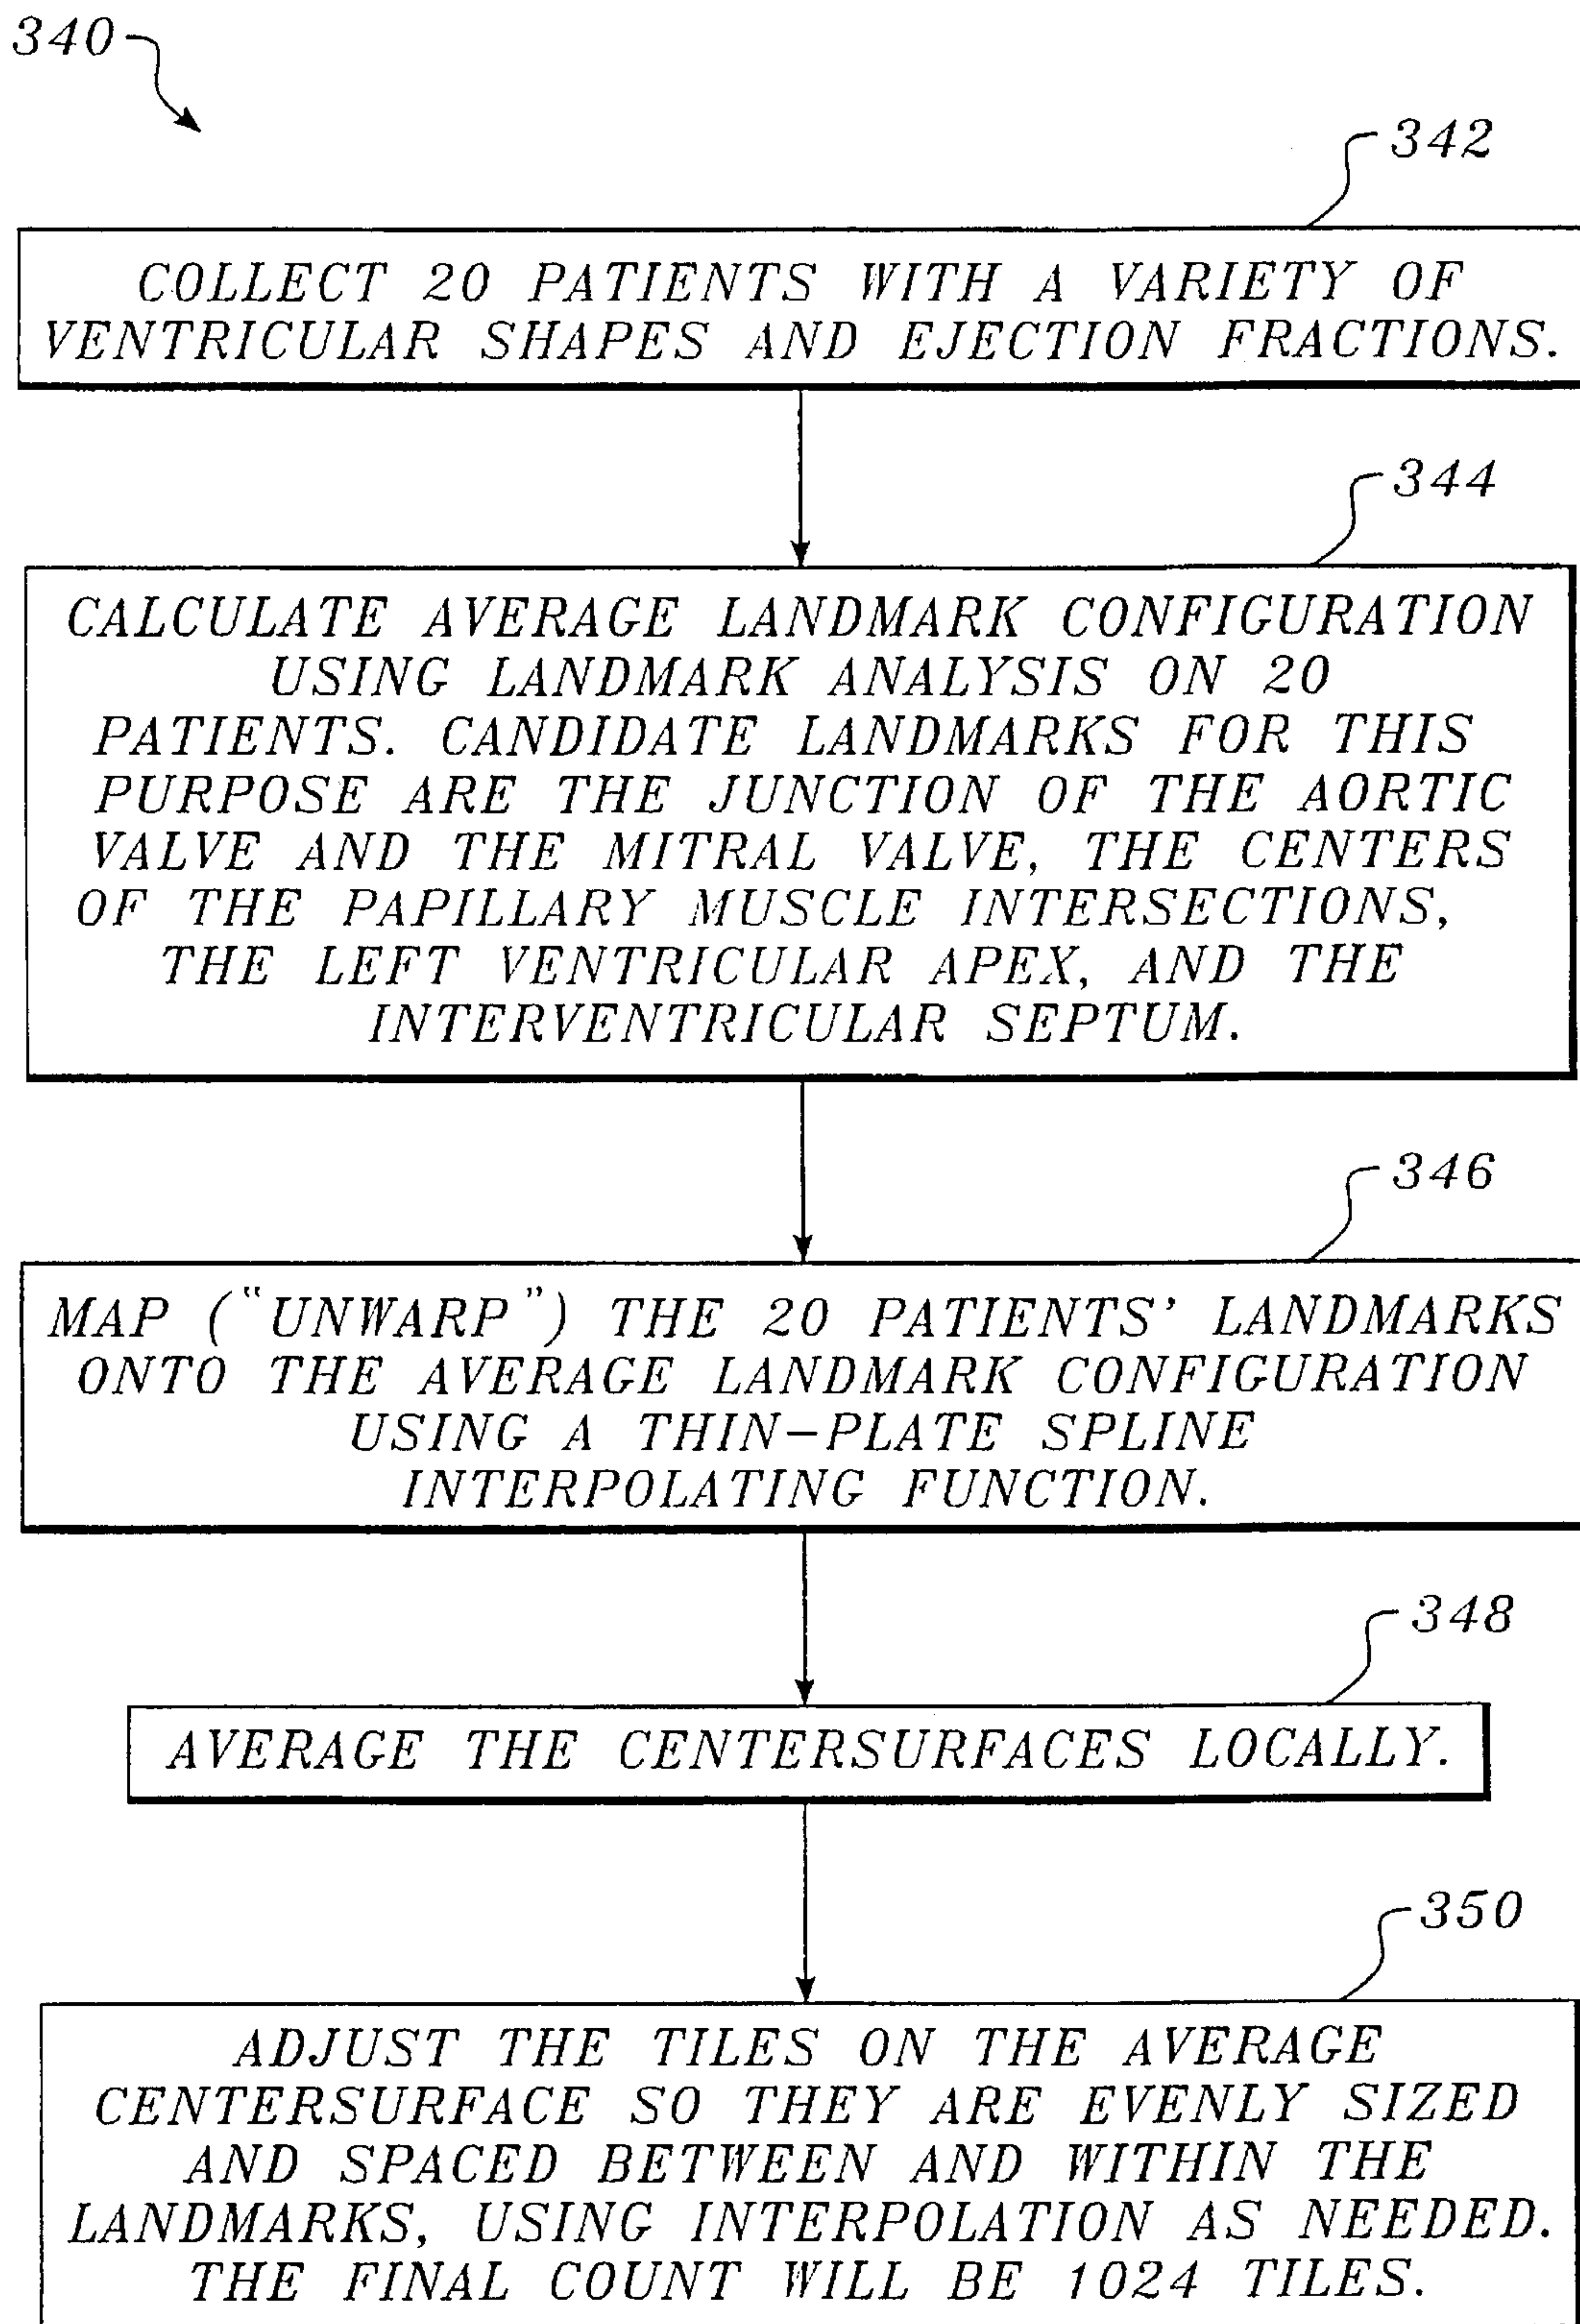 340
342
COLLECT 20 PATIENTS WITH A VARIETY OF
VENTRICULAR SHAPES AND EJECTION FRACTIONS.
344
CALCULATE AVERAGE LANDMARK CONFIGURATION
USING LANDMARK ANALYSIS ON 20
PATIENTS. CANDIDATE LANDMARKS FOR THIS
PURPOSE ARE THE JUNCTION OF THE AORTIC
VALVE AND THE MITRAL VALVE, THE CENTERS
OF THE PAPILLARY MUSCLE INTERSECTIONS,
THE LEFT VENTRICULAR APEX, AND THE
INTERVENTRICULAR SEPTUM.
346
MAP (“UNWARP”) THE 20 PATIENTS’ LANDMARKS
ONTO THE AVERAGE LANDMARK CONFIGURATION
USING A THIN–PLATE SPLINE
INTERPOLATING FUNCTION.
348
AVERAGE THE CENTERSURFACES LOCALLY.
350
ADJUST THE TILES ON THE AVERAGE
CENTERSURFACE SO THEY ARE EVENLY SIZED
AND SPACED BETWEEN AND WITHIN THE
LANDMARKS, USING INTERPOLATION AS NEEDED.
THE FINAL COUNT WILL BE 1024 TILES.